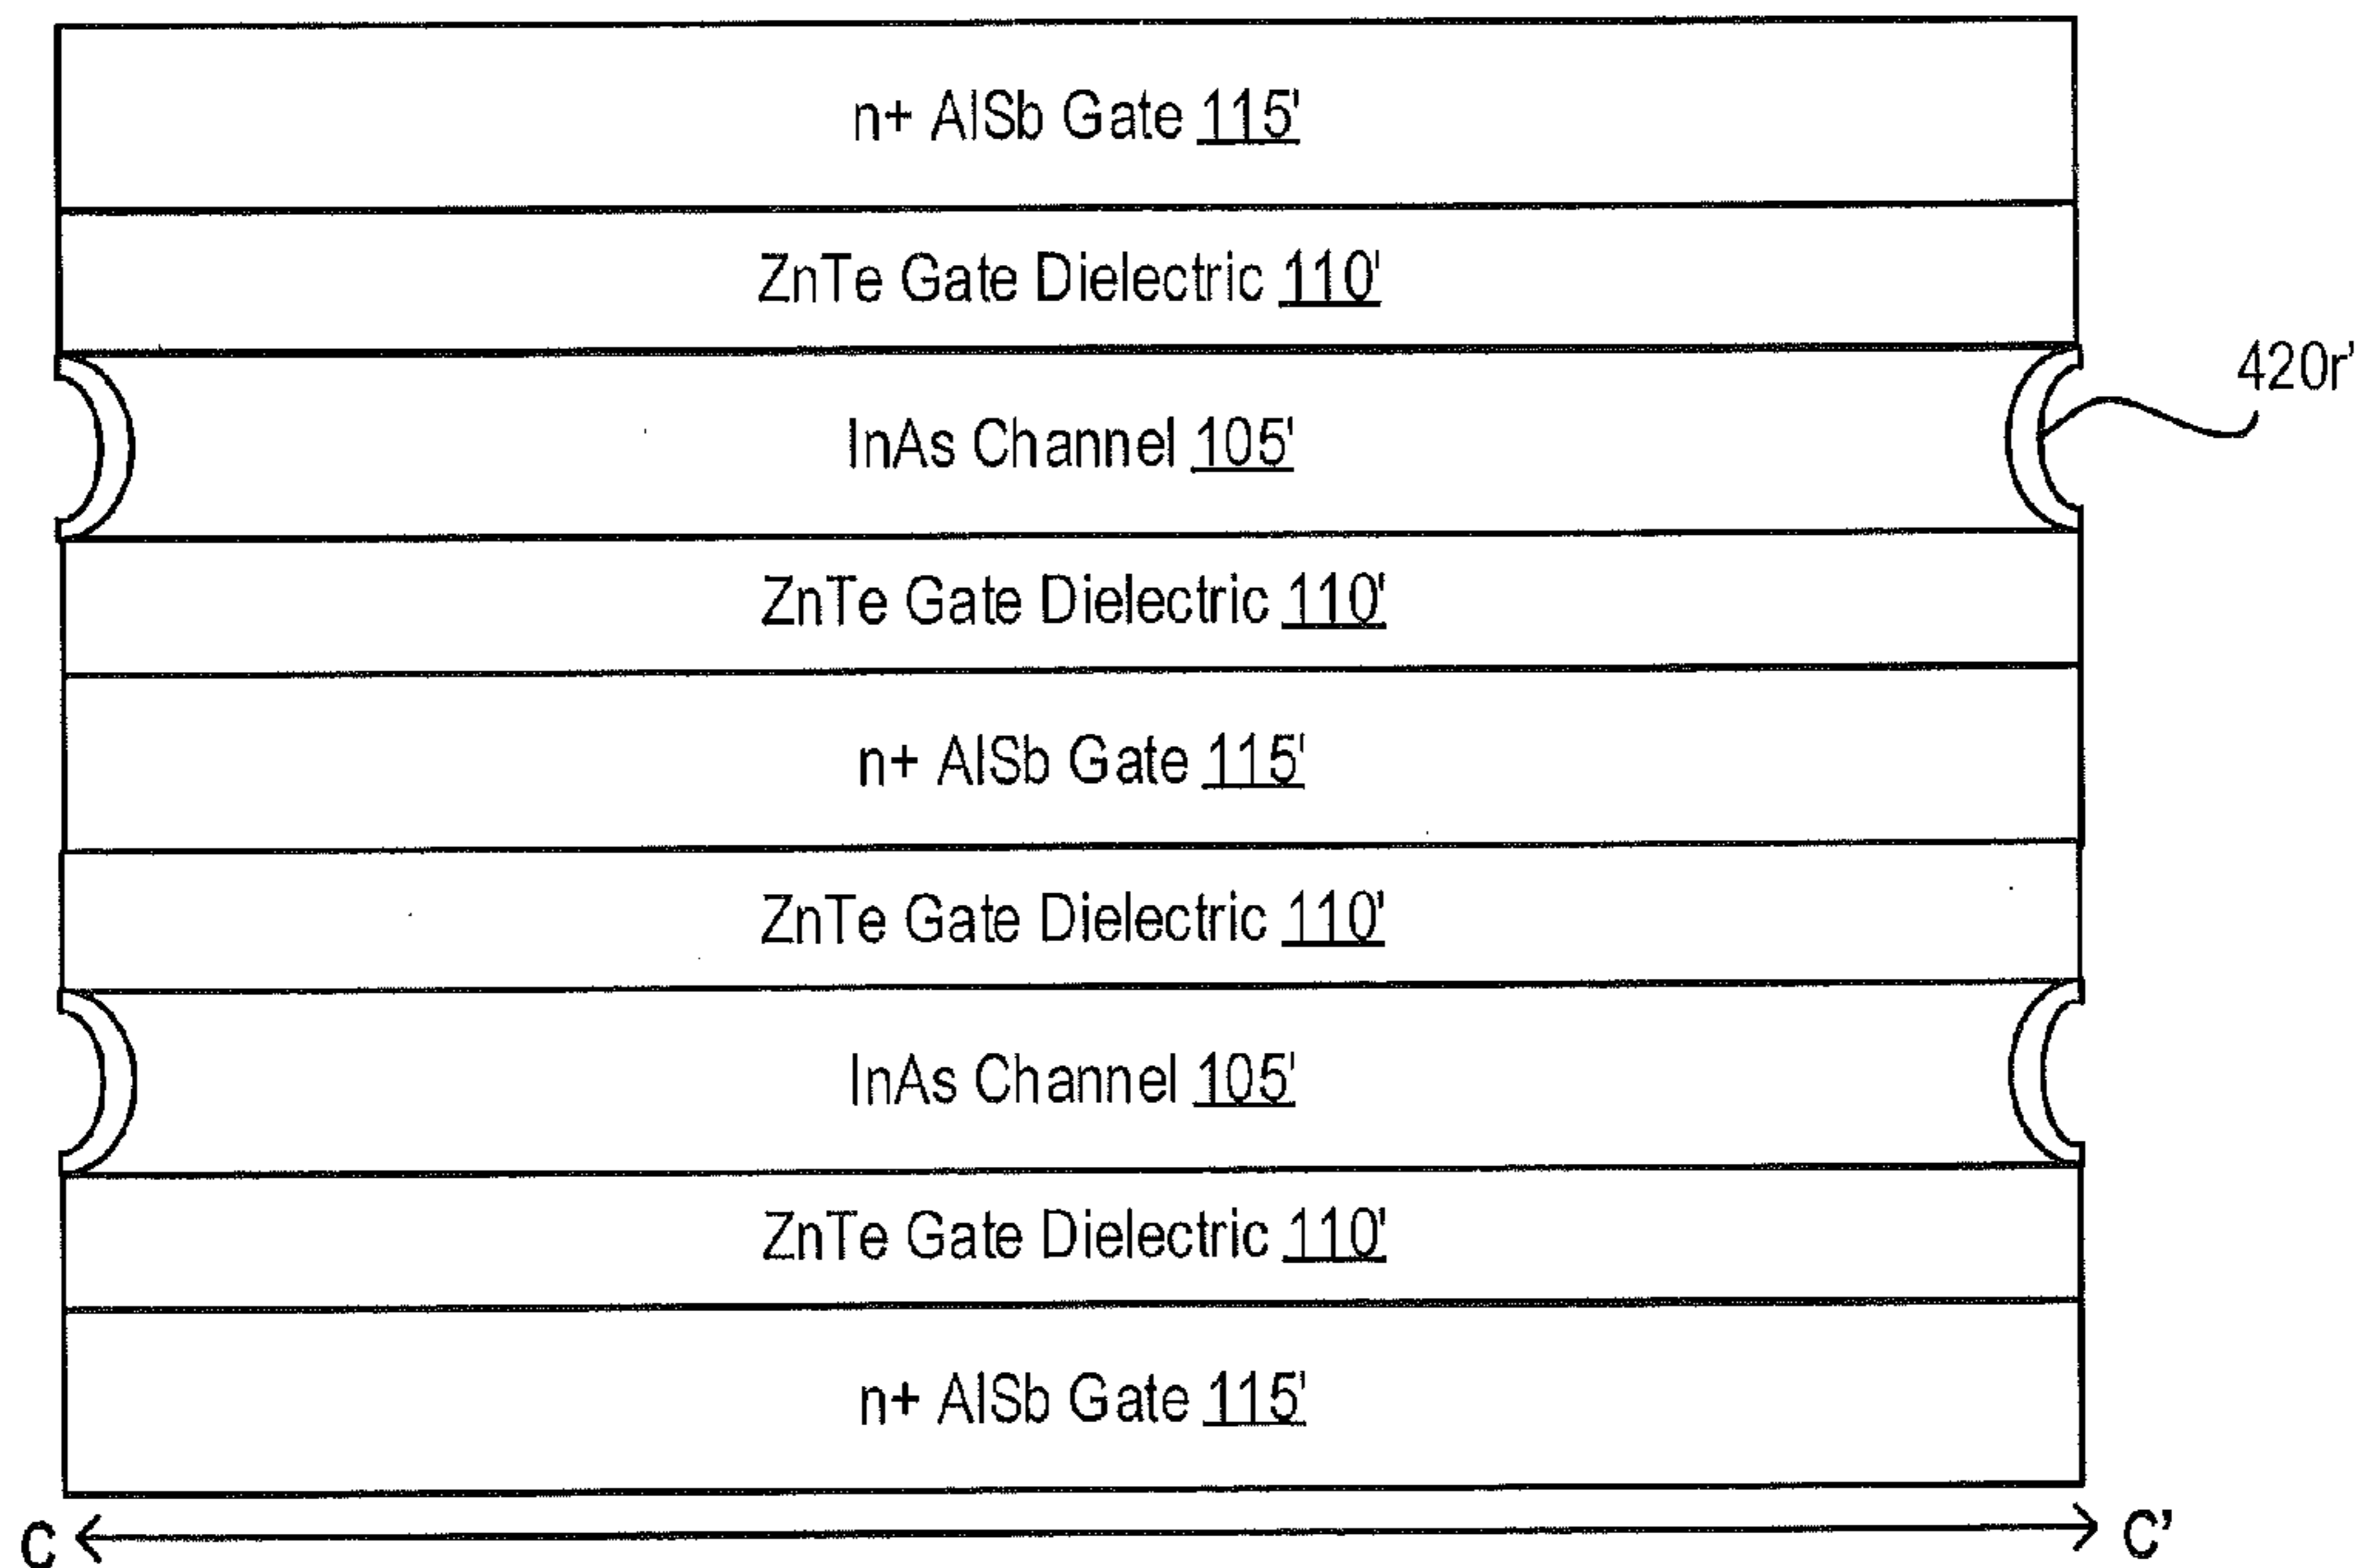 n+ AlSb Gate 115'
ZnTe Gate Dielectric 110'
420r'
InAs Channel 105'
ZnTe Gate Dielectric 110'
n+ AlSb Gate 115'
ZnTe Gate Dielectric 110'
InAs Channel 105'
ZnTe Gate Dielectric 110'
n+ AlSb Gate 115'
C C'